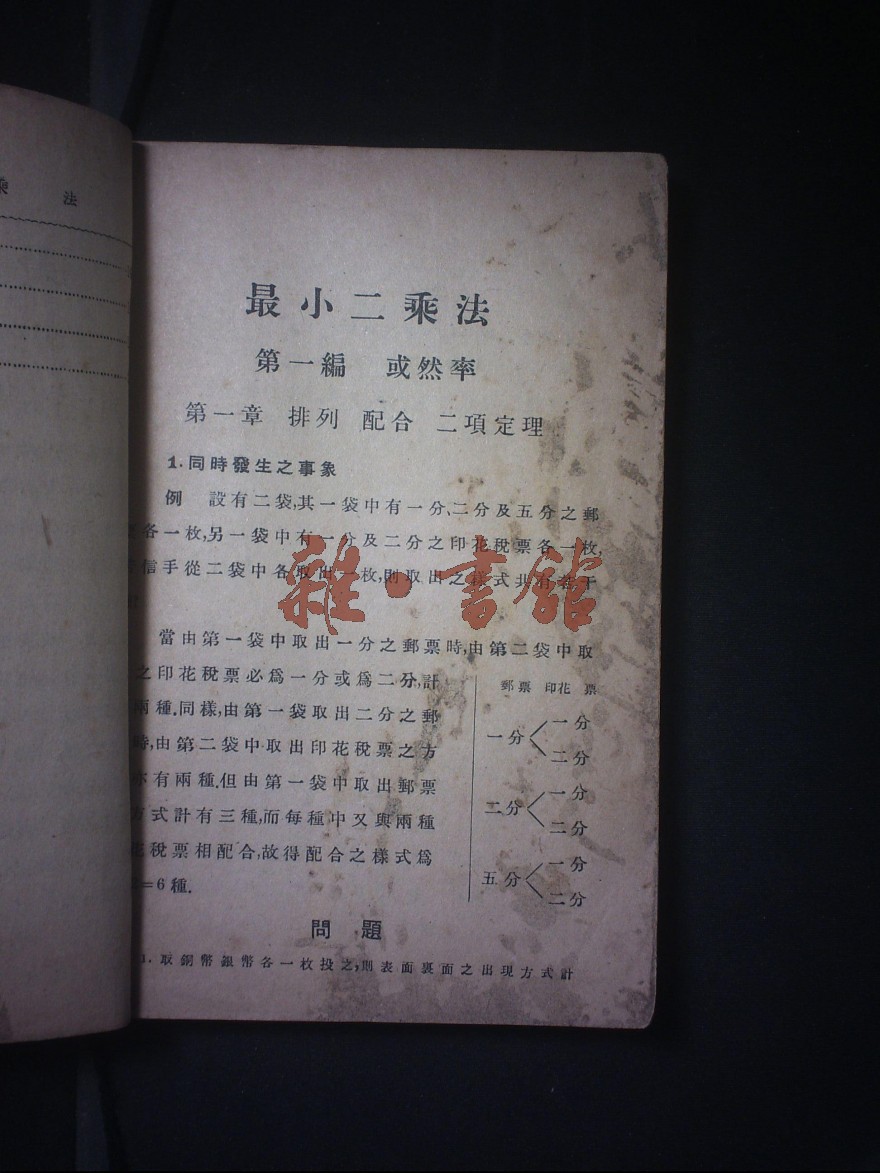 乘 法
最小二乘法
第一編 或然率
第一章 排列 配合 二項定理
1.同時發生之事象
例 設有二袋,其一袋中有一分、二分及五分之郵
各一枚,另一袋中有一分及二分之印花稅票各一枚,
信手從二袋中各取出一枚,則取出之樣式共有若干
雜·書館
當由第一袋中取出一分之郵票時,由第二袋中取
之印花稅票必爲一分或爲二分,計
兩種.同樣,由第一袋取出二分之郵
時,由第二袋中取出印花稅票之方
亦有兩種.但由第一袋中取出郵票
方式計有三種,而每種中又與兩種
花稅票相配合,故得配合之樣式爲
=6種.
郵票 印花 票
一分 一分
二分
二分 一分
二分
五分 一分
二分
問題
1. 取銅幣銀幣各一枚投之,則表面裏面之出現方式計